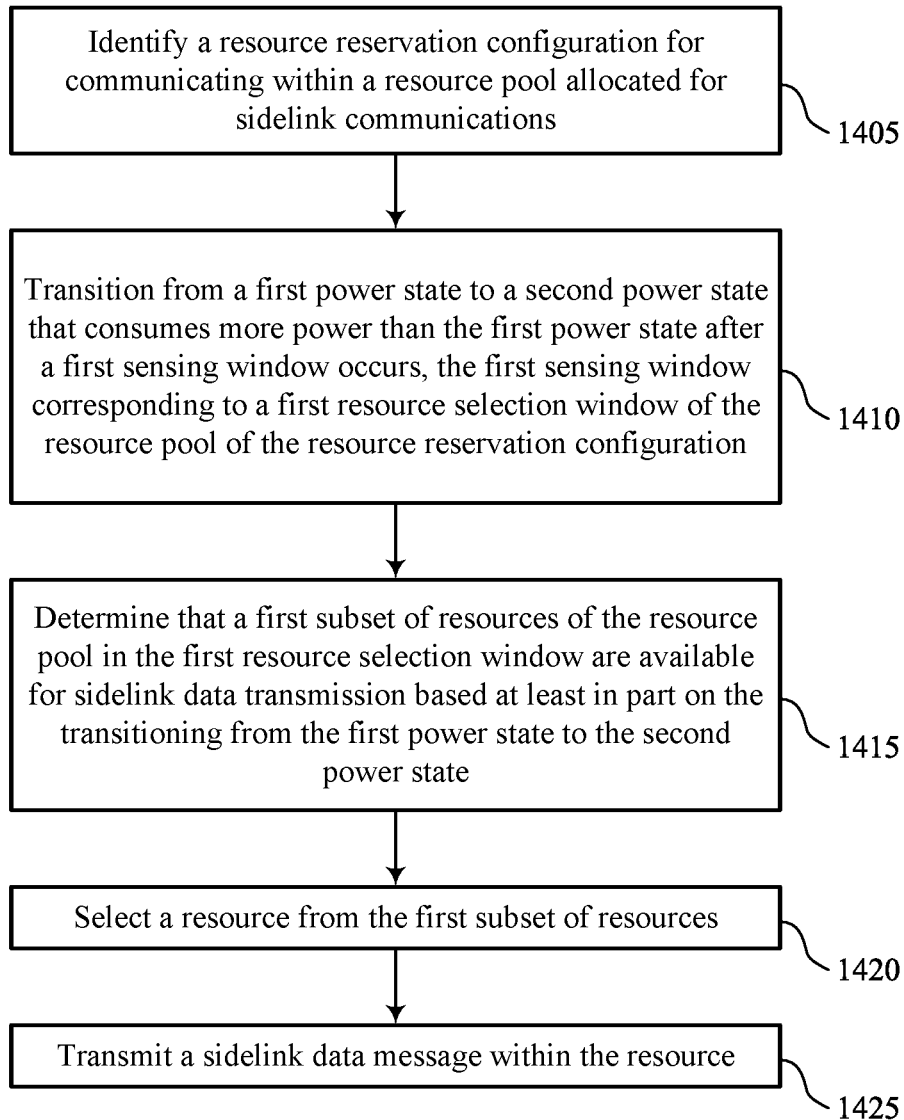 Identify a resource reservation configuration for
communicating within a resource pool allocated for
sidelink communications
1405
Transition from a first power state to a second power state
that consumes more power than the first power state after
a first sensing window occurs, the first sensing window
corresponding to a first resource selection window of the
resource pool of the resource reservation configuration
1410
Determine that a first subset of resources of the resource
pool in the first resource selection window are available
for sidelink data transmission based at least in part on the
transitioning from the first power state to the second
power state
1415
Select a resource from the first subset of resources
1420
Transmit a sidelink data message within the resource
1425